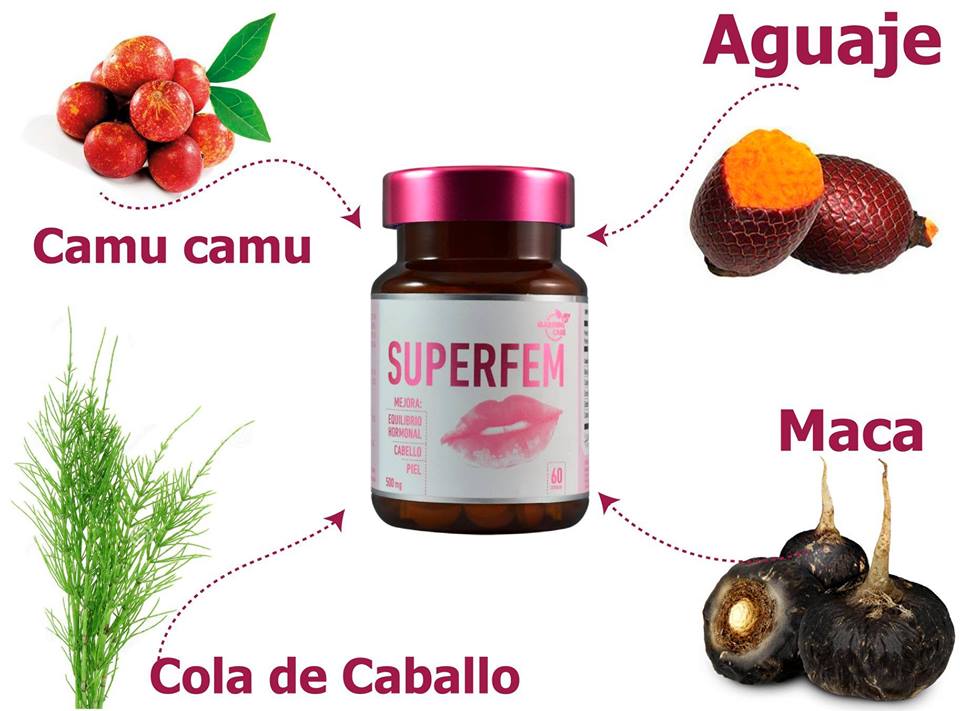 Aguaje
Camu camu
SUPERFEM
MEJORA:
EQUILIBRIO
HORMONAL
CABELLO
PIEL
500 mg
60
Maca
Cola de Caballo